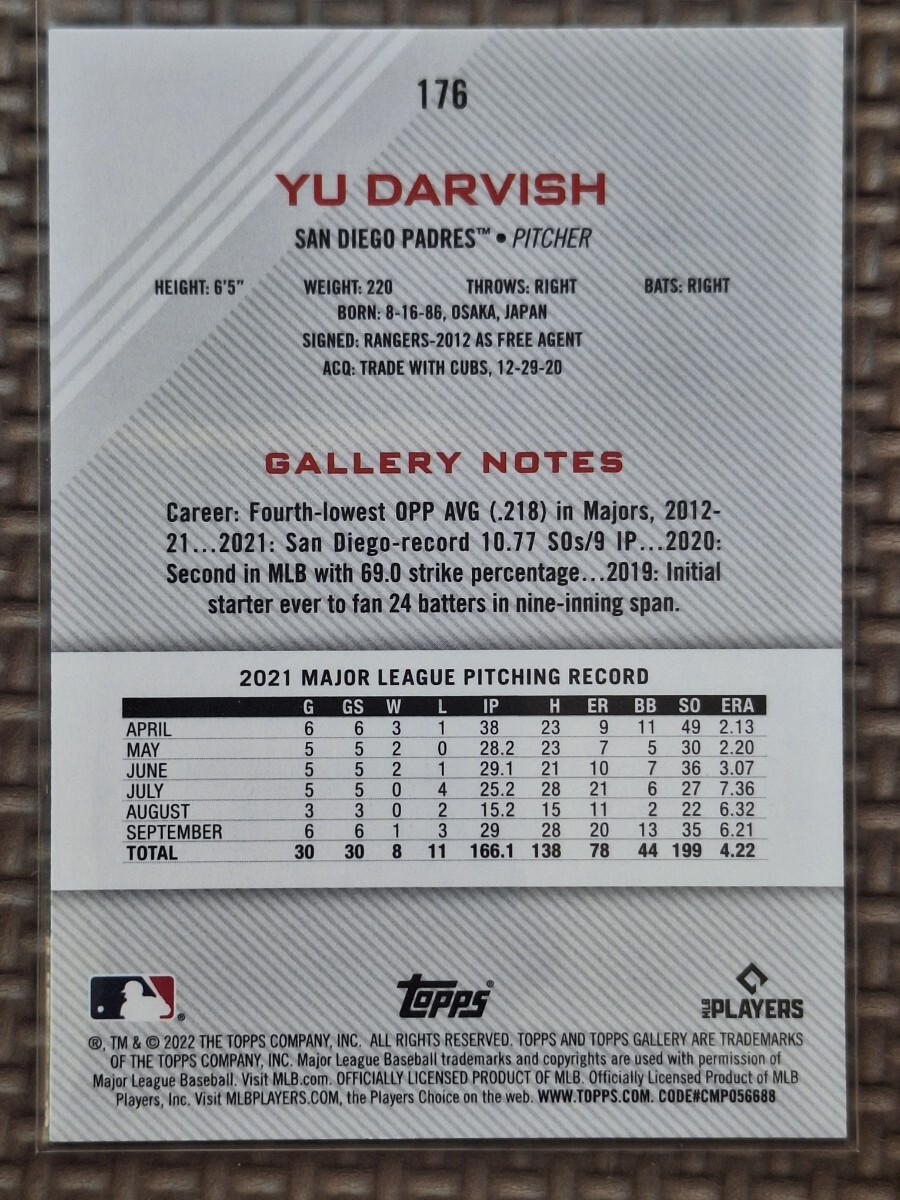 176
YU DARVISH
SAN DIEGO PADRES™ • PITCHER
HEIGHT: 6'5" WEIGHT: 220 THROWS: RIGHT BATS: RIGHT
BORN: 8-16-86, OSAKA, JAPAN
SIGNED: RANGERS-2012 AS FREE AGENT
ACQ: TRADE WITH CUBS, 12-29-20
GALLERY NOTES
Career: Fourth-lowest OPP AVG (.218) in Majors, 2012-
21...2021: San Diego-record 10.77 SOs/9 IP...2020:
Second in MLB with 69.0 strike percentage...2019: Initial
starter ever to fan 24 batters in nine-inning span.
2021 MAJOR LEAGUE PITCHING RECORD
G GS W L IP H ER BB SO ERA
APRIL 6 6 3 1 38 23 9 11 49 2.13
MAY 5 5 2 0 28.2 23 7 5 30 2.20
JUNE 5 5 2 1 29.1 21 10 7 36 3.07
JULY 5 5 0 4 25.2 28 21 6 27 7.36
AUGUST 3 3 0 2 15.2 15 11 2 22 6.32
SEPTEMBER 6 6 1 3 29 28 20 13 35 6.21
TOTAL 30 30 8 11 166.1 138 78 44 199 4.22
®
topps®
MLB PLAYERS
®, TM & © 2022 THE TOPPS COMPANY, INC. ALL RIGHTS RESERVED. TOPPS AND TOPPS GALLERY ARE TRADEMARKS
OF THE TOPPS COMPANY, INC. Major League Baseball trademarks and copyrights are used with permission of
Major League Baseball. Visit MLB.com. OFFICIALLY LICENSED PRODUCT OF MLB. Officially Licensed Product of MLB
Players, Inc. Visit MLBPLAYERS.COM, the Players Choice on the web. WWW.TOPPS.COM. CODE#CMP056688